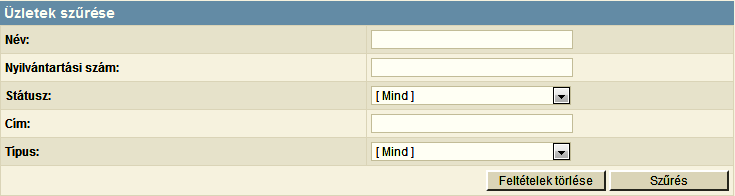 Üzletek szűrése
Név:
Nyilvántartási szám:
Státusz: [ Mind ]
Cím:
Típus: [ Mind ]
Feltételek törlése Szűrés